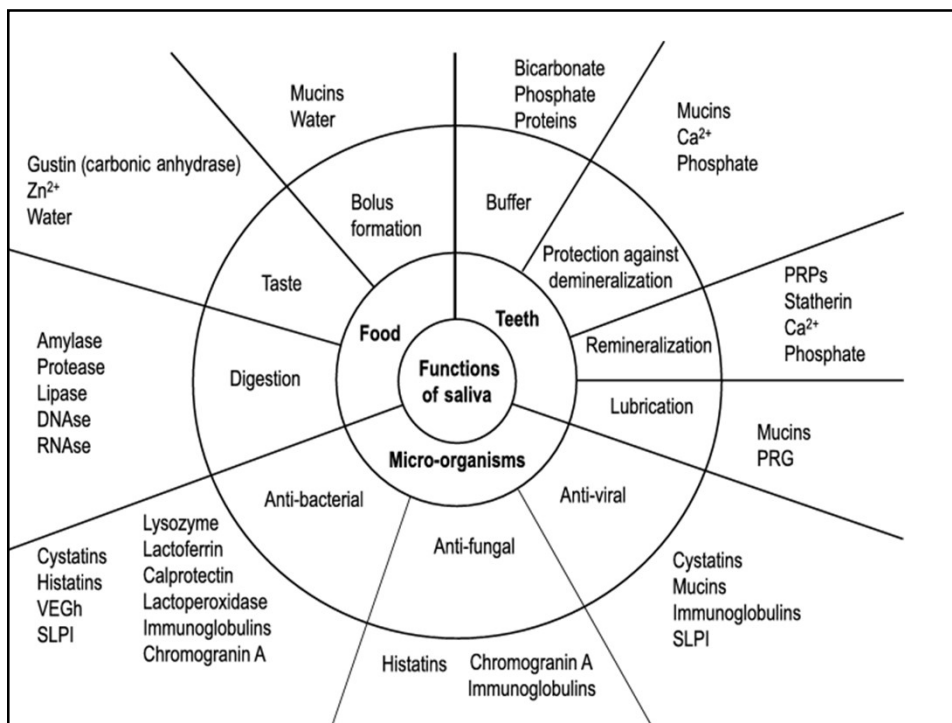 Functions
of saliva
Food
Teeth
Micro-organisms
Bolus
formation
Mucins
Water
Buffer
Bicarbonate
Phosphate
Proteins
Protection against
demineralization
Mucins
Ca²⁺
Phosphate
Remineralization
PRPs
Statherin
Ca²⁺
Phosphate
Lubrication
Mucins
PRG
Anti-viral
Cystatins
Mucins
Immunoglobulins
SLPI
Anti-fungal
Histatins
Chromogranin A
Immunoglobulins
Anti-bacterial
Lysozyme
Lactoferrin
Calprotectin
Lactoperoxidase
Immunoglobulins
Chromogranin A
Cystatins
Histatins
VEGh
SLPI
Digestion
Amylase
Protease
Lipase
DNAse
RNAse
Taste
Gustin (carbonic anhydrase)
Zn²⁺
Water